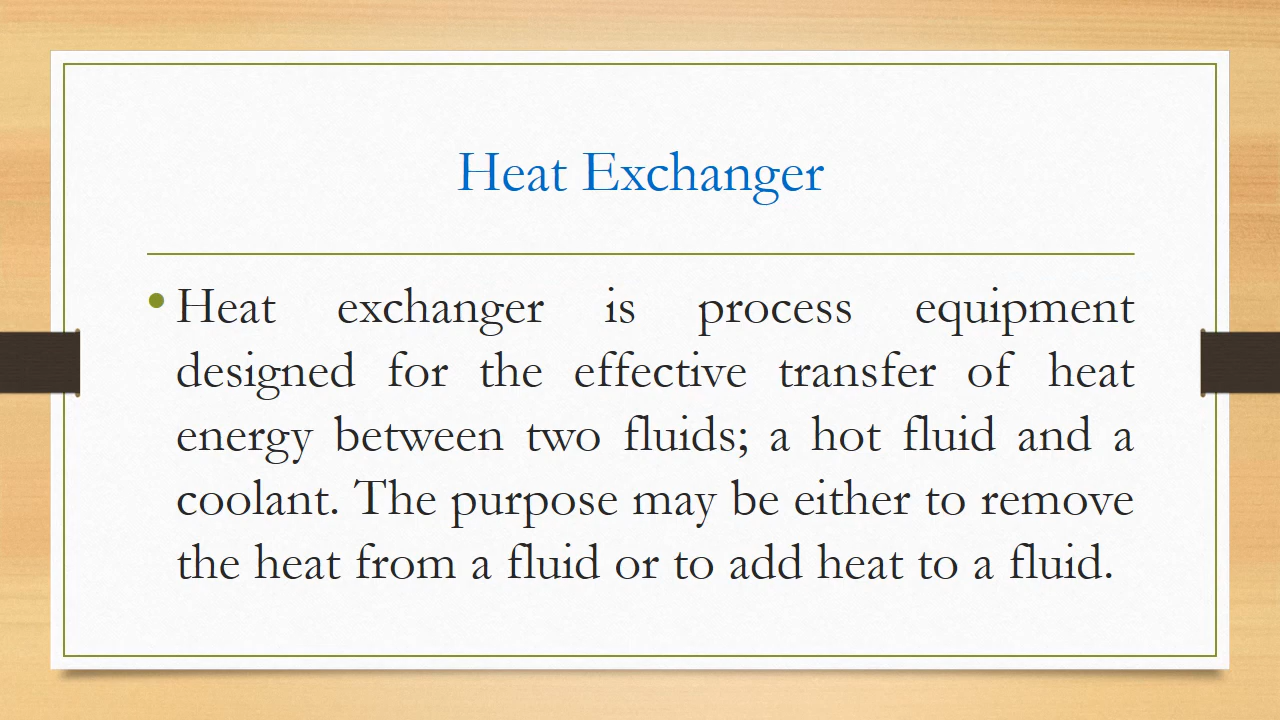 Heat Exchanger
• Heat exchanger is process equipment
designed for the effective transfer of heat
energy between two fluids; a hot fluid and a
coolant. The purpose may be either to remove
the heat from a fluid or to add heat to a fluid.